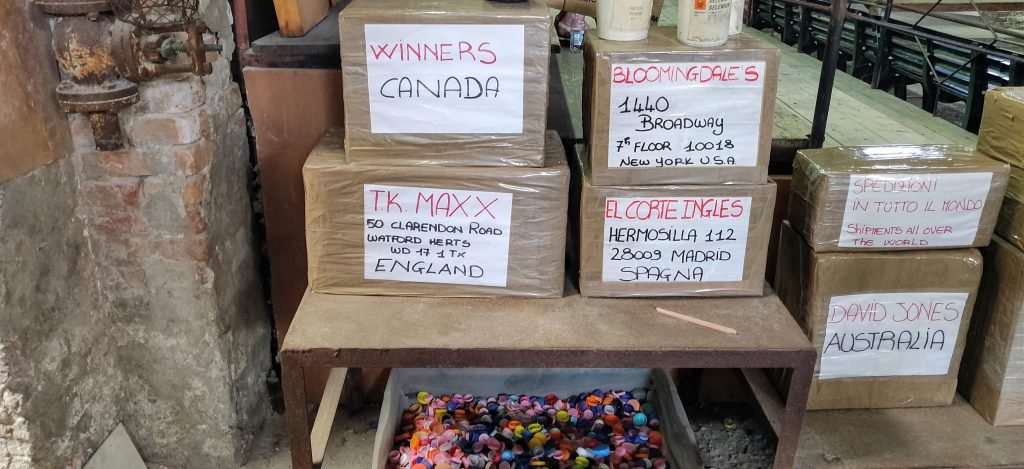 WINNERS
CANADA
BLOOMINGDALE'S
1440
BROADWAY
7th FLOOR 10018
NEW YORK USA
T.K. MAXX
50 CLARENDON ROAD
WATFORD HERTS
WD 17 1 TX
ENGLAND
EL CORTE INGLES
HERMOSILLA 112
28009 MADRID
SPAGNA
SPEDIZIONI
IN TUTTO IL MONDO
SHIPMENTS ALL OVER
THE WORLD
DAVID JONES
AUSTRALIA